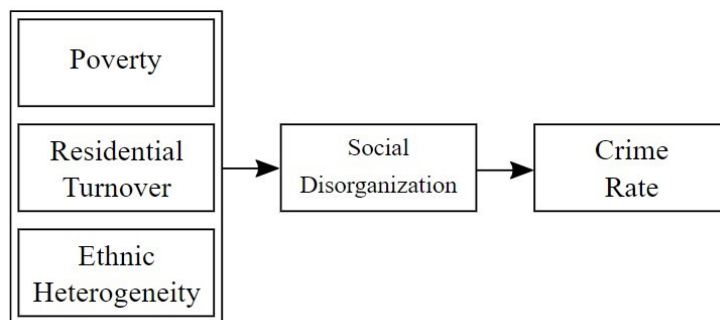 Poverty
Residential
Turnover
Ethnic
Heterogeneity
Social
Disorganization
Crime
Rate